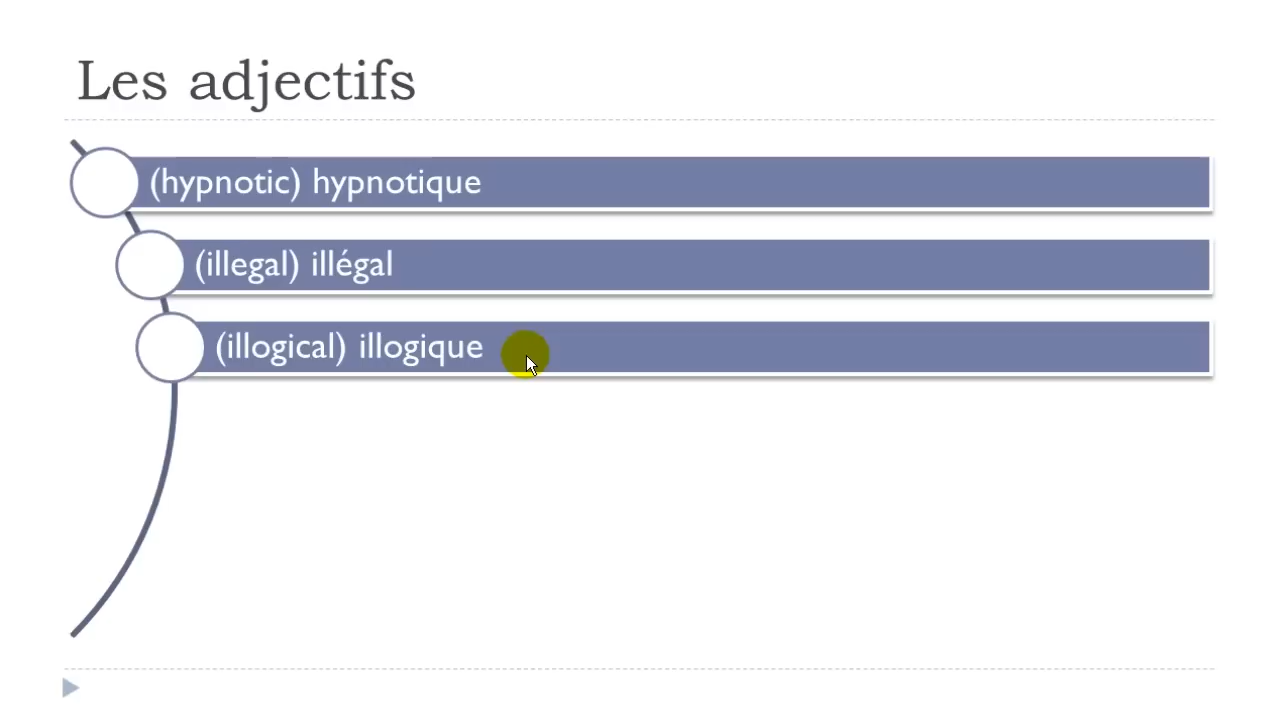 Les adjectifs
(hypnotic) hypnotique
(illegal) illégal
(illogical) illogique